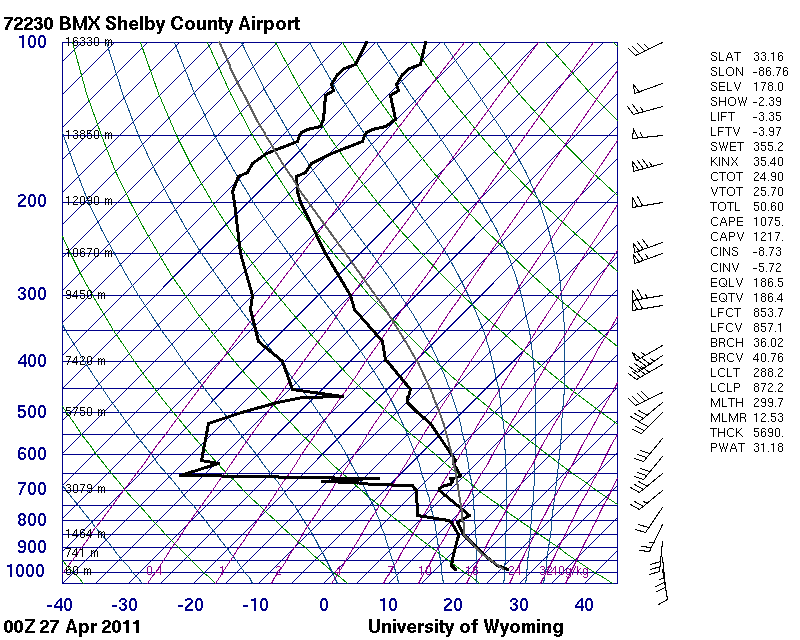 72230 BMX Shelby County Airport
100
16330 m
13850 m
200
12090 m
10670 m
300
9450 m
400
7420 m
500
5750 m
600
700
3079 m
800
1464 m
900
741 m
1000
60 m
0.4
1
2
4
7
10
16
24
32
40g/kg
-40 -30 -20 -10 0 10 20 30 40
00Z 27 Apr 2011
University of Wyoming
SLAT 33.16
SLON -86.76
SELV 178.0
SHOW -2.39
LIFT -3.35
LFTV -3.97
SWET 355.2
KINX 35.40
CTOT 24.90
VTOT 25.70
TOTL 50.60
CAPE 1075.
CAPV 1217.
CINS -8.73
CINV -5.72
EQLV 186.5
EQTV 186.4
LFCT 853.7
LFCV 857.1
BRCH 36.02
BRCV 40.76
LCLT 288.2
LCLP 872.2
MLTH 299.7
MLMR 12.53
THCK 5690.
PWAT 31.18